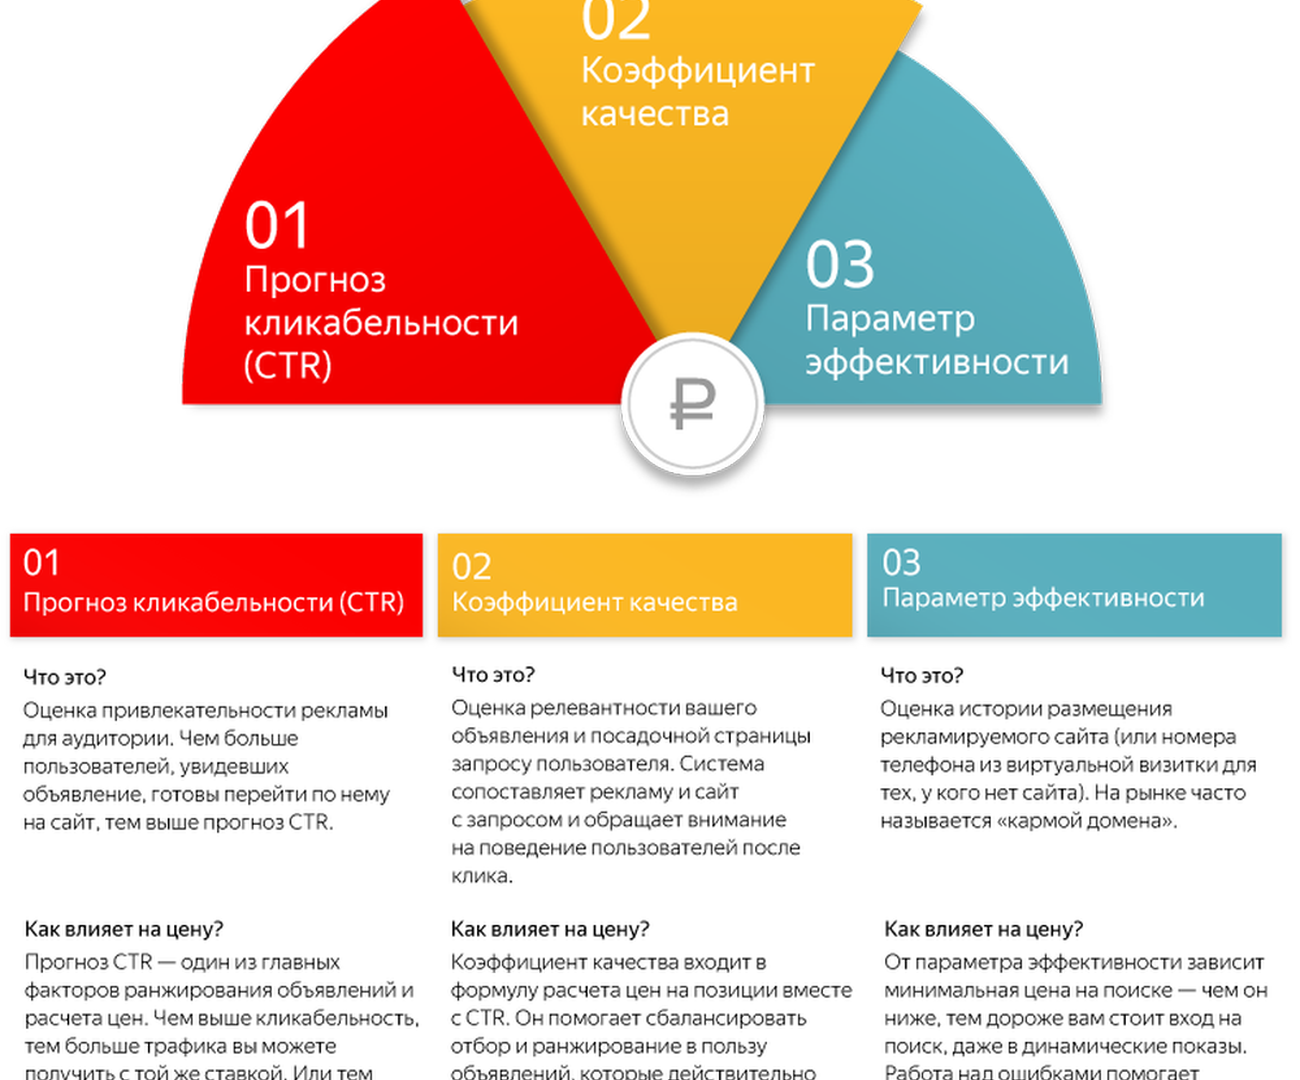 02
Коэффициент
качества
01
Прогноз
кликабельности
(CTR)
03
Параметр
эффективности
₽
01
Прогноз кликабельности (CTR)
02
Коэффициент качества
03
Параметр эффективности
Что это?
Оценка привлекательности рекламы
для аудитории. Чем больше
пользователей, увидевших
объявление, готовы перейти по нему
на сайт, тем выше прогноз CTR.
Как влияет на цену?
Прогноз CTR — один из главных
факторов ранжирования объявлений и
расчета цен. Чем выше кликабельность,
тем больше трафика вы можете
получить с той же ставкой. Или тем
Что это?
Оценка релевантности вашего
объявления и посадочной страницы
запросу пользователя. Система
сопоставляет рекламу и сайт
с запросом и обращает внимание
на поведение пользователей после
клика.
Как влияет на цену?
Коэффициент качества входит в
формулу расчета цен на позиции вместе
с CTR. Он помогает сбалансировать
отбор и ранжирование в пользу
объявлений, которые действительно
Что это?
Оценка истории размещения
рекламируемого сайта (или номера
телефона из виртуальной визитки для
тех, у кого нет сайта). На рынке часто
называется «кармой домена».
Как влияет на цену?
От параметра эффективности зависит
минимальная цена на поиске — чем он
ниже, тем дороже вам стоит вход на
поиск, даже в динамические показы.
Работа над ошибками помогает